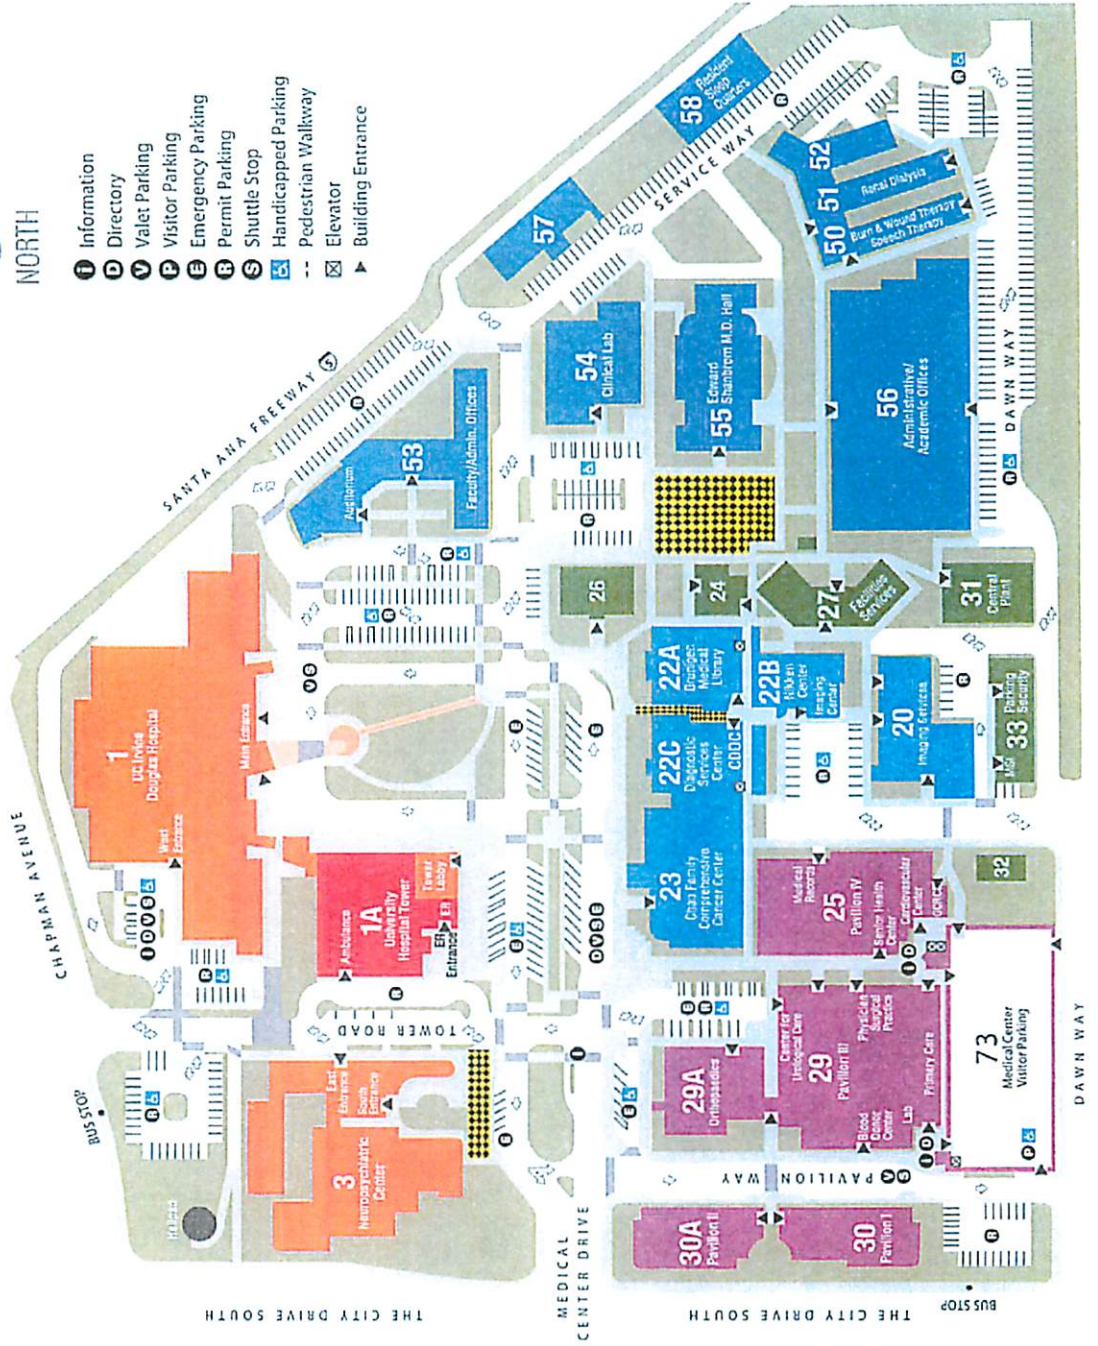 NORTH
Information
Directory
Valet Parking
Visitor Parking
Emergency Parking
Permit Parking
Shuttle Stop
Handicapped Parking
Pedestrian Walkway
Elevator
Building Entrance
CHAPMAN AVENUE
SANTA ANA FREEWAY 5
SERVICE WAY
1
UC Irvine
Douglas Hospital
West
Entrance
Main Entrance
1A
University
Hospital Tower
Ambulance
Tower
Lobby
ER
ER
Entrance
TOWER ROAD
3
Neuropsychiatric
Center
East
Entrance
South
Entrance
BUS STOP
THE CITY DRIVE SOUTH
MEDICAL
CENTER DRIVE
53
Auditorium
Faculty/Admin. Offices
54
Clinical Lab
55
Edward
Shanbrom M.D. Hall
56
Administrative/
Academic Offices
57
58
Resident
Sleep
Quarters
50
51
52
Renal Dialysis
Burn & Wound Therapy
Speech Therapy
DAWN WAY
26
24
27
Facilities
Services
31
Central
Plant
22A
Brunigen
Medical
Library
22B
Nikken
Center
Imaging
Center
22C
Diagnostic
Services
Center
CDDC
20
Imaging Services
33
Parking
Security
MRI
32
23
Chao Family
Comprehensive
Cancer Center
25
Pavilion IV
Medical
Records
Senior Health
Center
Cardiovascular
Center
29
Pavilion III
Center for
Urological Care
Physician
Surgical
Practice
Primary Care
Blood
Donor
Center
Lab
29A
Orthopaedics
PAVILION WAY
30A
Pavilion II
30
Pavilion I
73
Medical Center
Visitor Parking
THE CITY DRIVE SOUTH
BUS STOP
DAWN WAY